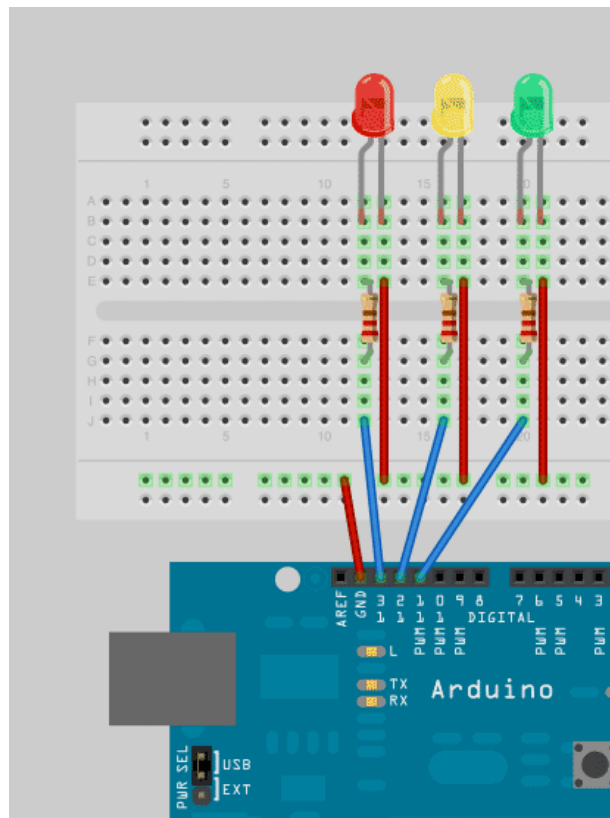 1 5 10 15 20
A
B
C
D
E
F
G
H
I
J
1 5 10 15 20
AREF
GND
13
12
11
10
9
8
7
6
5
4
3
PWM
PWM
PWM
PWM
PWM
PWM
DIGITAL
L
TX
RX
Arduino
PWR SEL
USB
EXT